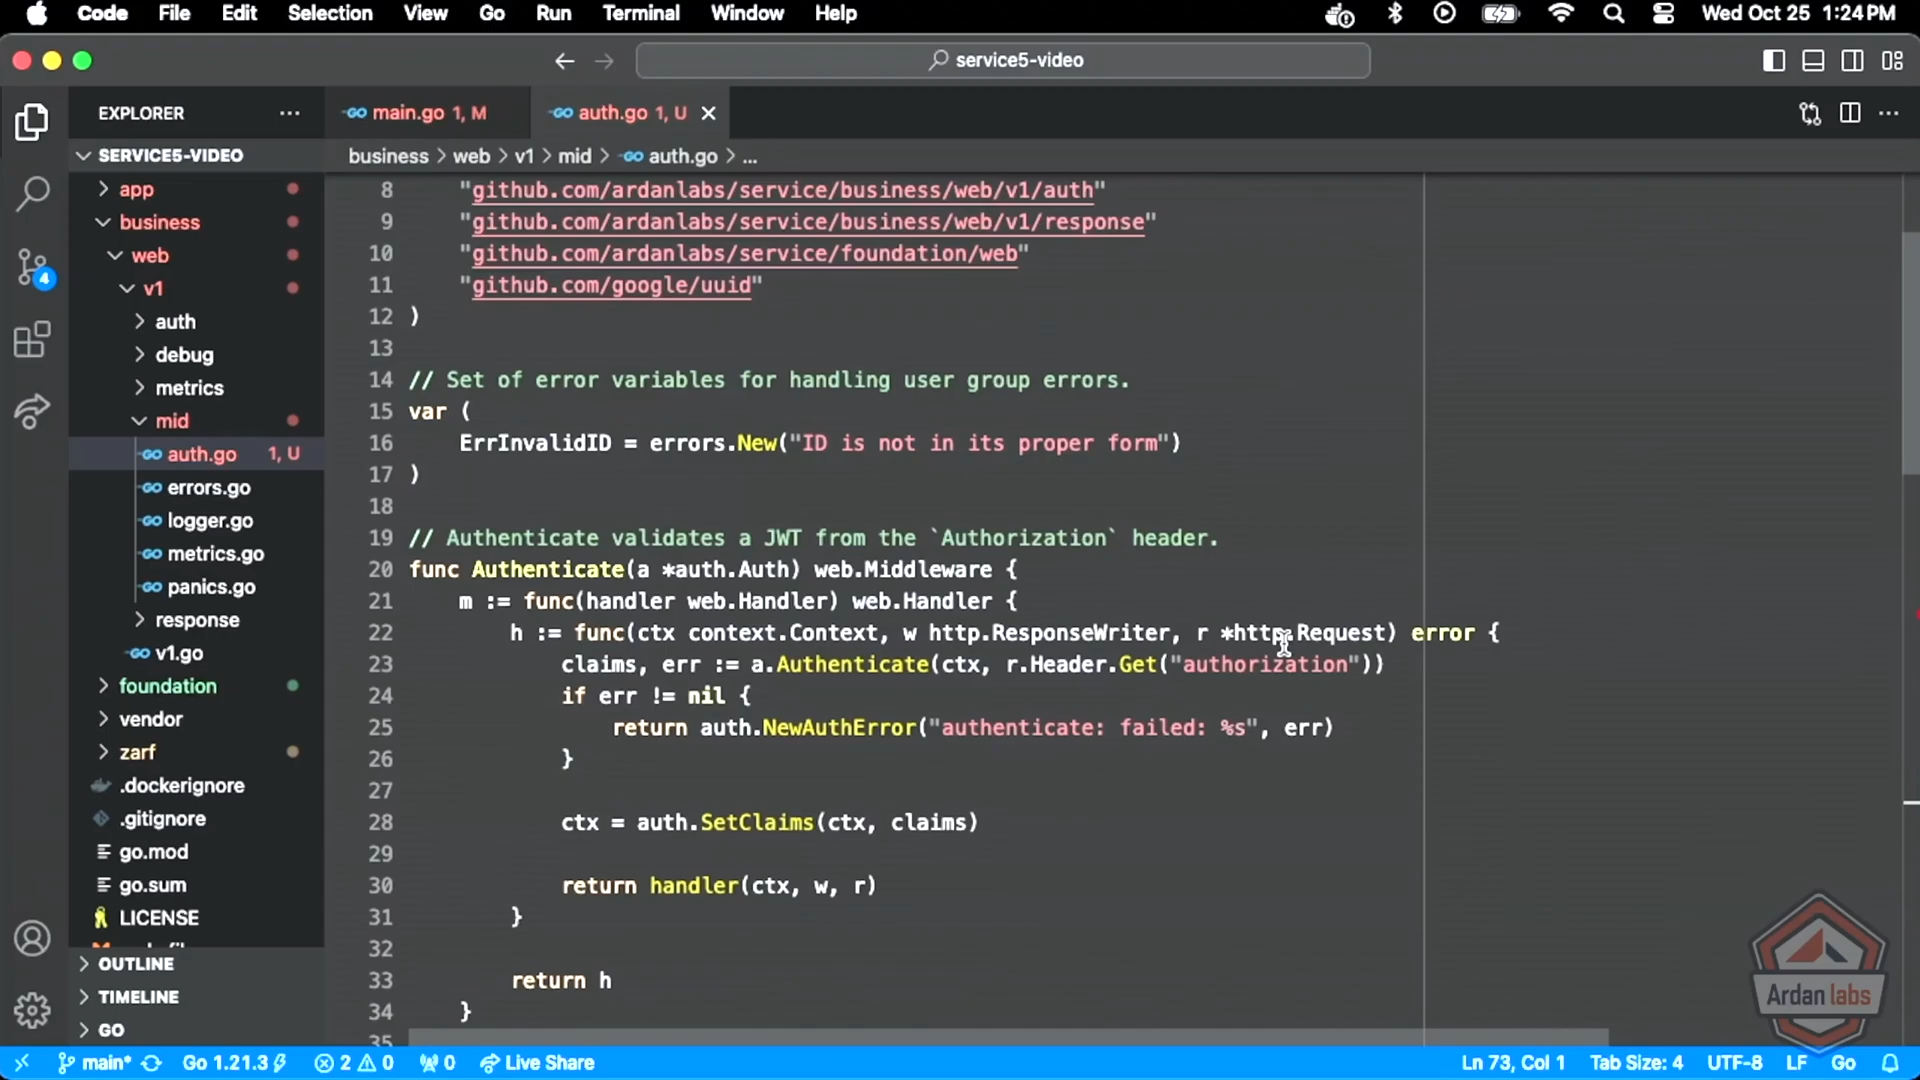 Code File Edit Selection View Go Run Terminal Window Help Wed Oct 25 1:24 PM
service5-video
EXPLORER ···
main.go 1, M
auth.go 1, U
SERVICE5-VIDEO
business > web > v1 > mid > auth.go > ...
app
business
web
v1
auth
debug
metrics
mid
auth.go 1, U
errors.go
logger.go
metrics.go
panics.go
response
v1.go
foundation
vendor
zarf
.dockerignore
.gitignore
go.mod
go.sum
LICENSE
OUTLINE
TIMELINE
GO
4
8 "github.com/ardanlabs/service/business/web/v1/auth"
9 "github.com/ardanlabs/service/business/web/v1/response"
10 "github.com/ardanlabs/service/foundation/web"
11 "github.com/google/uuid"
12 )
13
14 // Set of error variables for handling user group errors.
15 var (
16 ErrInvalidID = errors.New("ID is not in its proper form")
17 )
18
19 // Authenticate validates a JWT from the `Authorization` header.
20 func Authenticate(a *auth.Auth) web.Middleware {
21 m := func(handler web.Handler) web.Handler {
22 h := func(ctx context.Context, w http.ResponseWriter, r *http.Request) error {
23 claims, err := a.Authenticate(ctx, r.Header.Get("authorization"))
24 if err != nil {
25 return auth.NewAuthError("authenticate: failed: %s", err)
26 }
27
28 ctx = auth.SetClaims(ctx, claims)
29
30 return handler(ctx, w, r)
31 }
32
33 return h
34 }
35
Ardan labs
main* Go 1.21.3 2 0 0 Live Share Ln 73, Col 1 Tab Size: 4 UTF-8 LF Go